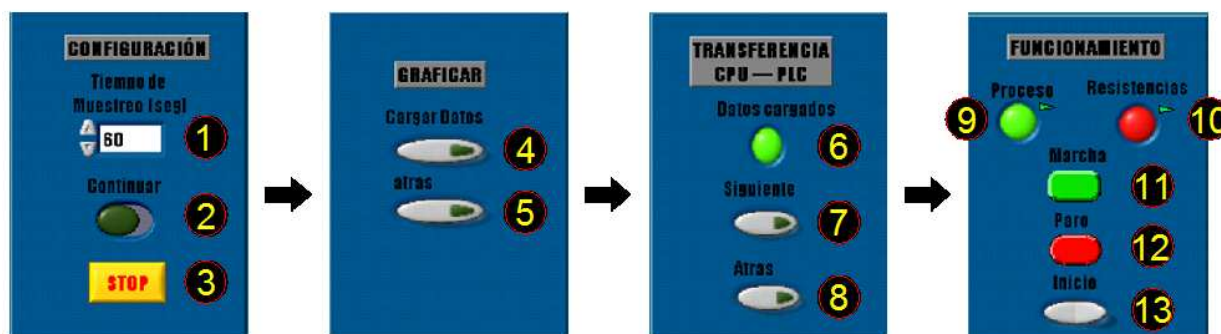 CONFIGURACIÓN
Tiempo de
Muestreo (seg)
60
1
Continuar
2
STOP
3
GRAFICAR
Cargar Datos
4
atras
5
TRANSFERENCIA
CPU — PLC
Datos cargados
6
Siguiente
7
Atras
8
FUNCIONAMIENTO
Proceso
Resistencias
9
10
Marcha
11
Paro
12
Inicio
13